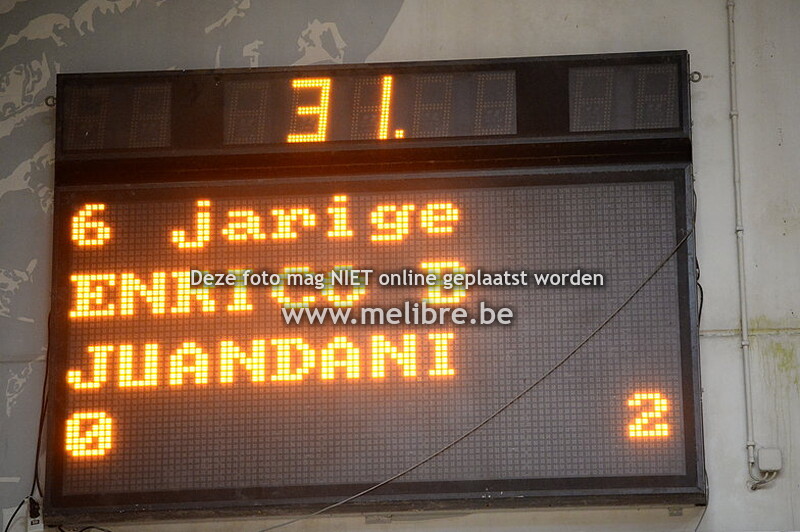 31.
6 jarige
ENRICO B
Deze foto mag NIET online geplaatst worden
www.melibre.be
JUANDANI
0 2